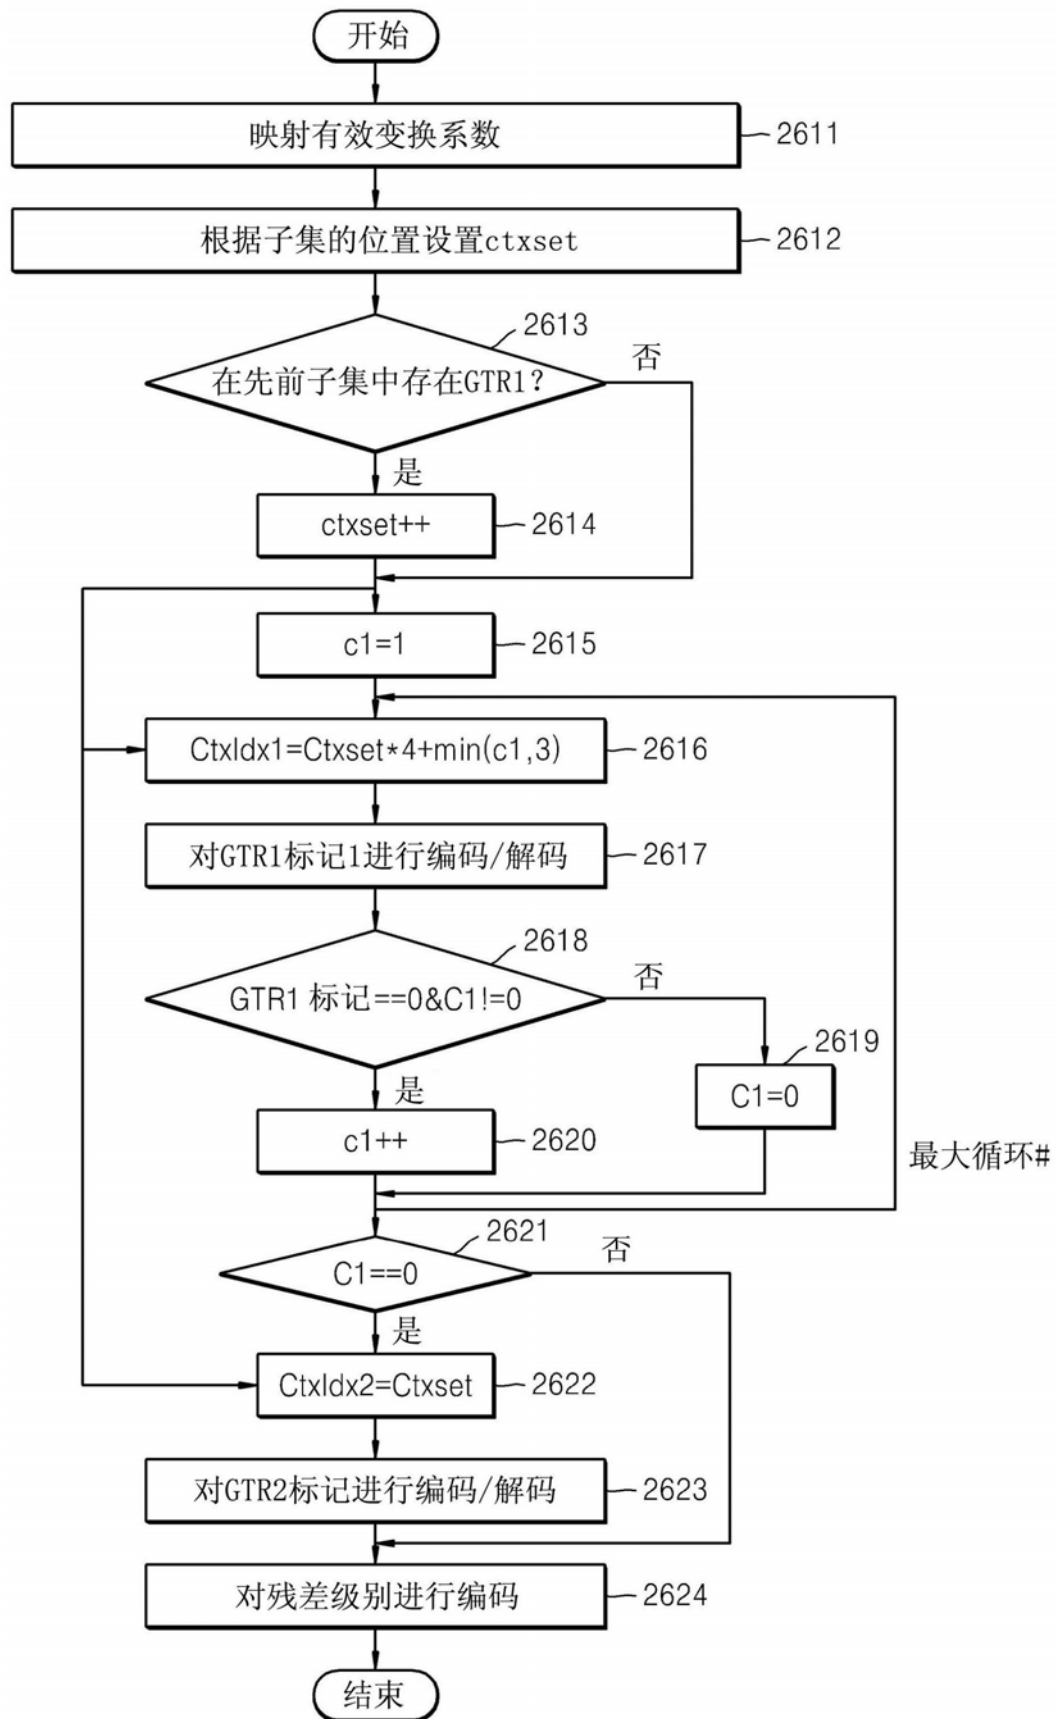 开始
映射有效变换系数
2611
根据子集的位置设置ctxset
2612
2613
否
在先前子集中存在GTR1?
是
ctxset++
2614
c1=1
2615
CtxIdx1=Ctxset*4+min(c1,3)
2616
对GTR1标记1进行编码/解码
2617
2618
否
GTR1 标记==0&C1!=0
2619
是
C1=0
c1++
2620
最大循环#
2621
否
C1==0
是
CtxIdx2=Ctxset
2622
对GTR2标记进行编码/解码
2623
对残差级别进行编码
2624
结束